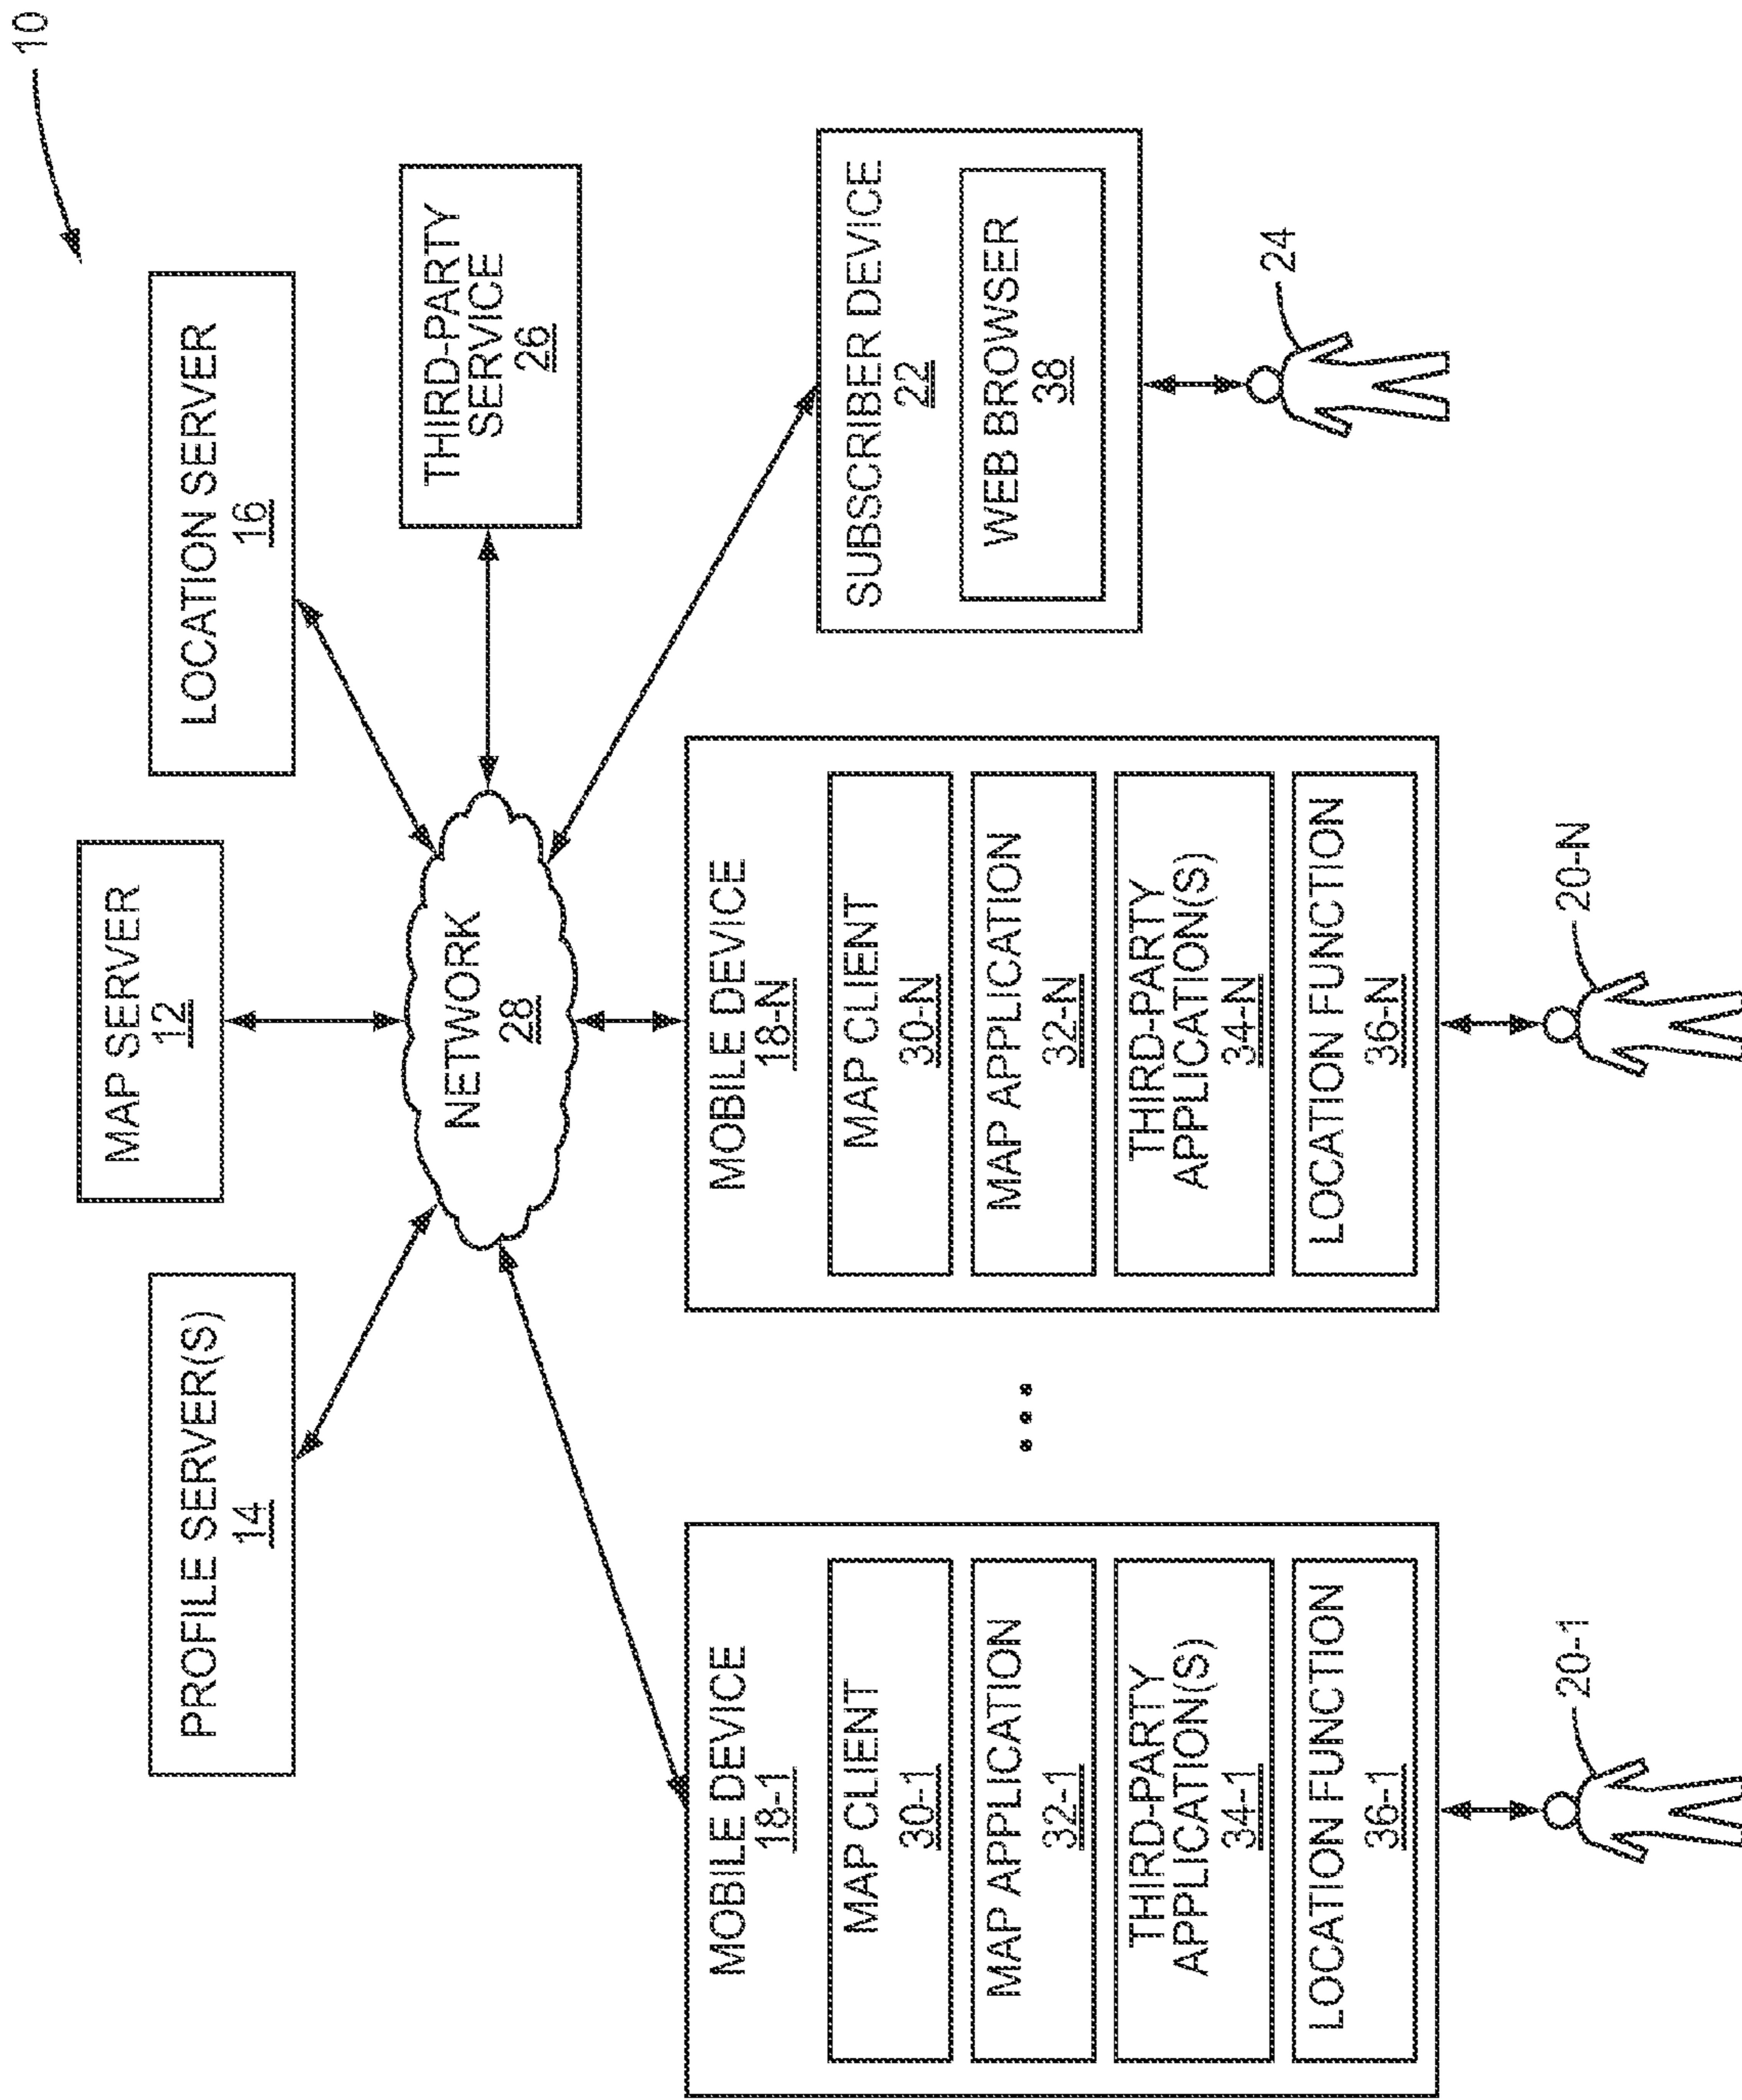 10
MAP SERVER
12
PROFILE SERVER(S)
14
LOCATION SERVER
16
NETWORK
28
THIRD-PARTY
SERVICE
26
MOBILE DEVICE
18-1
MAP CLIENT
30-1
MAP APPLICATION
32-1
THIRD-PARTY
APPLICATION(S)
34-1
LOCATION FUNCTION
36-1
20-1
MOBILE DEVICE
18-N
MAP CLIENT
30-N
MAP APPLICATION
32-N
THIRD-PARTY
APPLICATION(S)
34-N
LOCATION FUNCTION
36-N
20-N
SUBSCRIBER DEVICE
22
WEB BROWSER
38
24